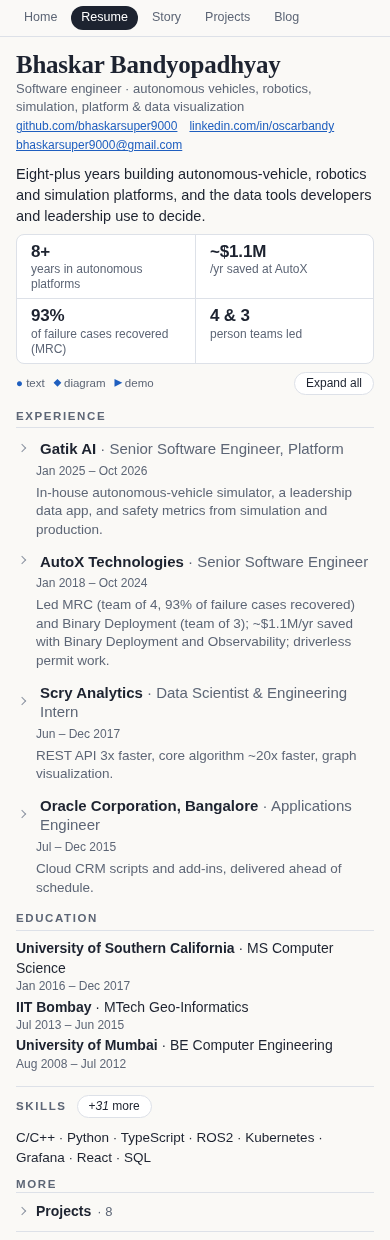 Home Resume Story Projects Blog
Bhaskar Bandyopadhyay
Software engineer · autonomous vehicles, robotics,
simulation, platform & data visualization
github.com/bhaskarsuper9000 linkedin.com/in/oscarbandy
bhaskarsuper9000@gmail.com
Eight-plus years building autonomous-vehicle, robotics
and simulation platforms, and the data tools developers
and leadership use to decide.
8+
years in autonomous
platforms
~$1.1M
/yr saved at AutoX
93%
of failure cases recovered
(MRC)
4 & 3
person teams led
● text ◆ diagram ▶ demo Expand all
EXPERIENCE
Gatik AI · Senior Software Engineer, Platform
Jan 2025 – Oct 2026
In-house autonomous-vehicle simulator, a leadership
data app, and safety metrics from simulation and
production.
AutoX Technologies · Senior Software Engineer
Jan 2018 – Oct 2024
Led MRC (team of 4, 93% of failure cases recovered)
and Binary Deployment (team of 3); ~$1.1M/yr saved
with Binary Deployment and Observability; driverless
permit work.
Scry Analytics · Data Scientist & Engineering
Intern
Jun – Dec 2017
REST API 3x faster, core algorithm ~20x faster, graph
visualization.
Oracle Corporation, Bangalore · Applications
Engineer
Jul – Dec 2015
Cloud CRM scripts and add-ins, delivered ahead of
schedule.
EDUCATION
University of Southern California · MS Computer
Science
Jan 2016 – Dec 2017
IIT Bombay · MTech Geo-Informatics
Jul 2013 – Jun 2015
University of Mumbai · BE Computer Engineering
Aug 2008 – Jul 2012
SKILLS +31 more
C/C++ · Python · TypeScript · ROS2 · Kubernetes ·
Grafana · React · SQL
MORE
Projects · 8